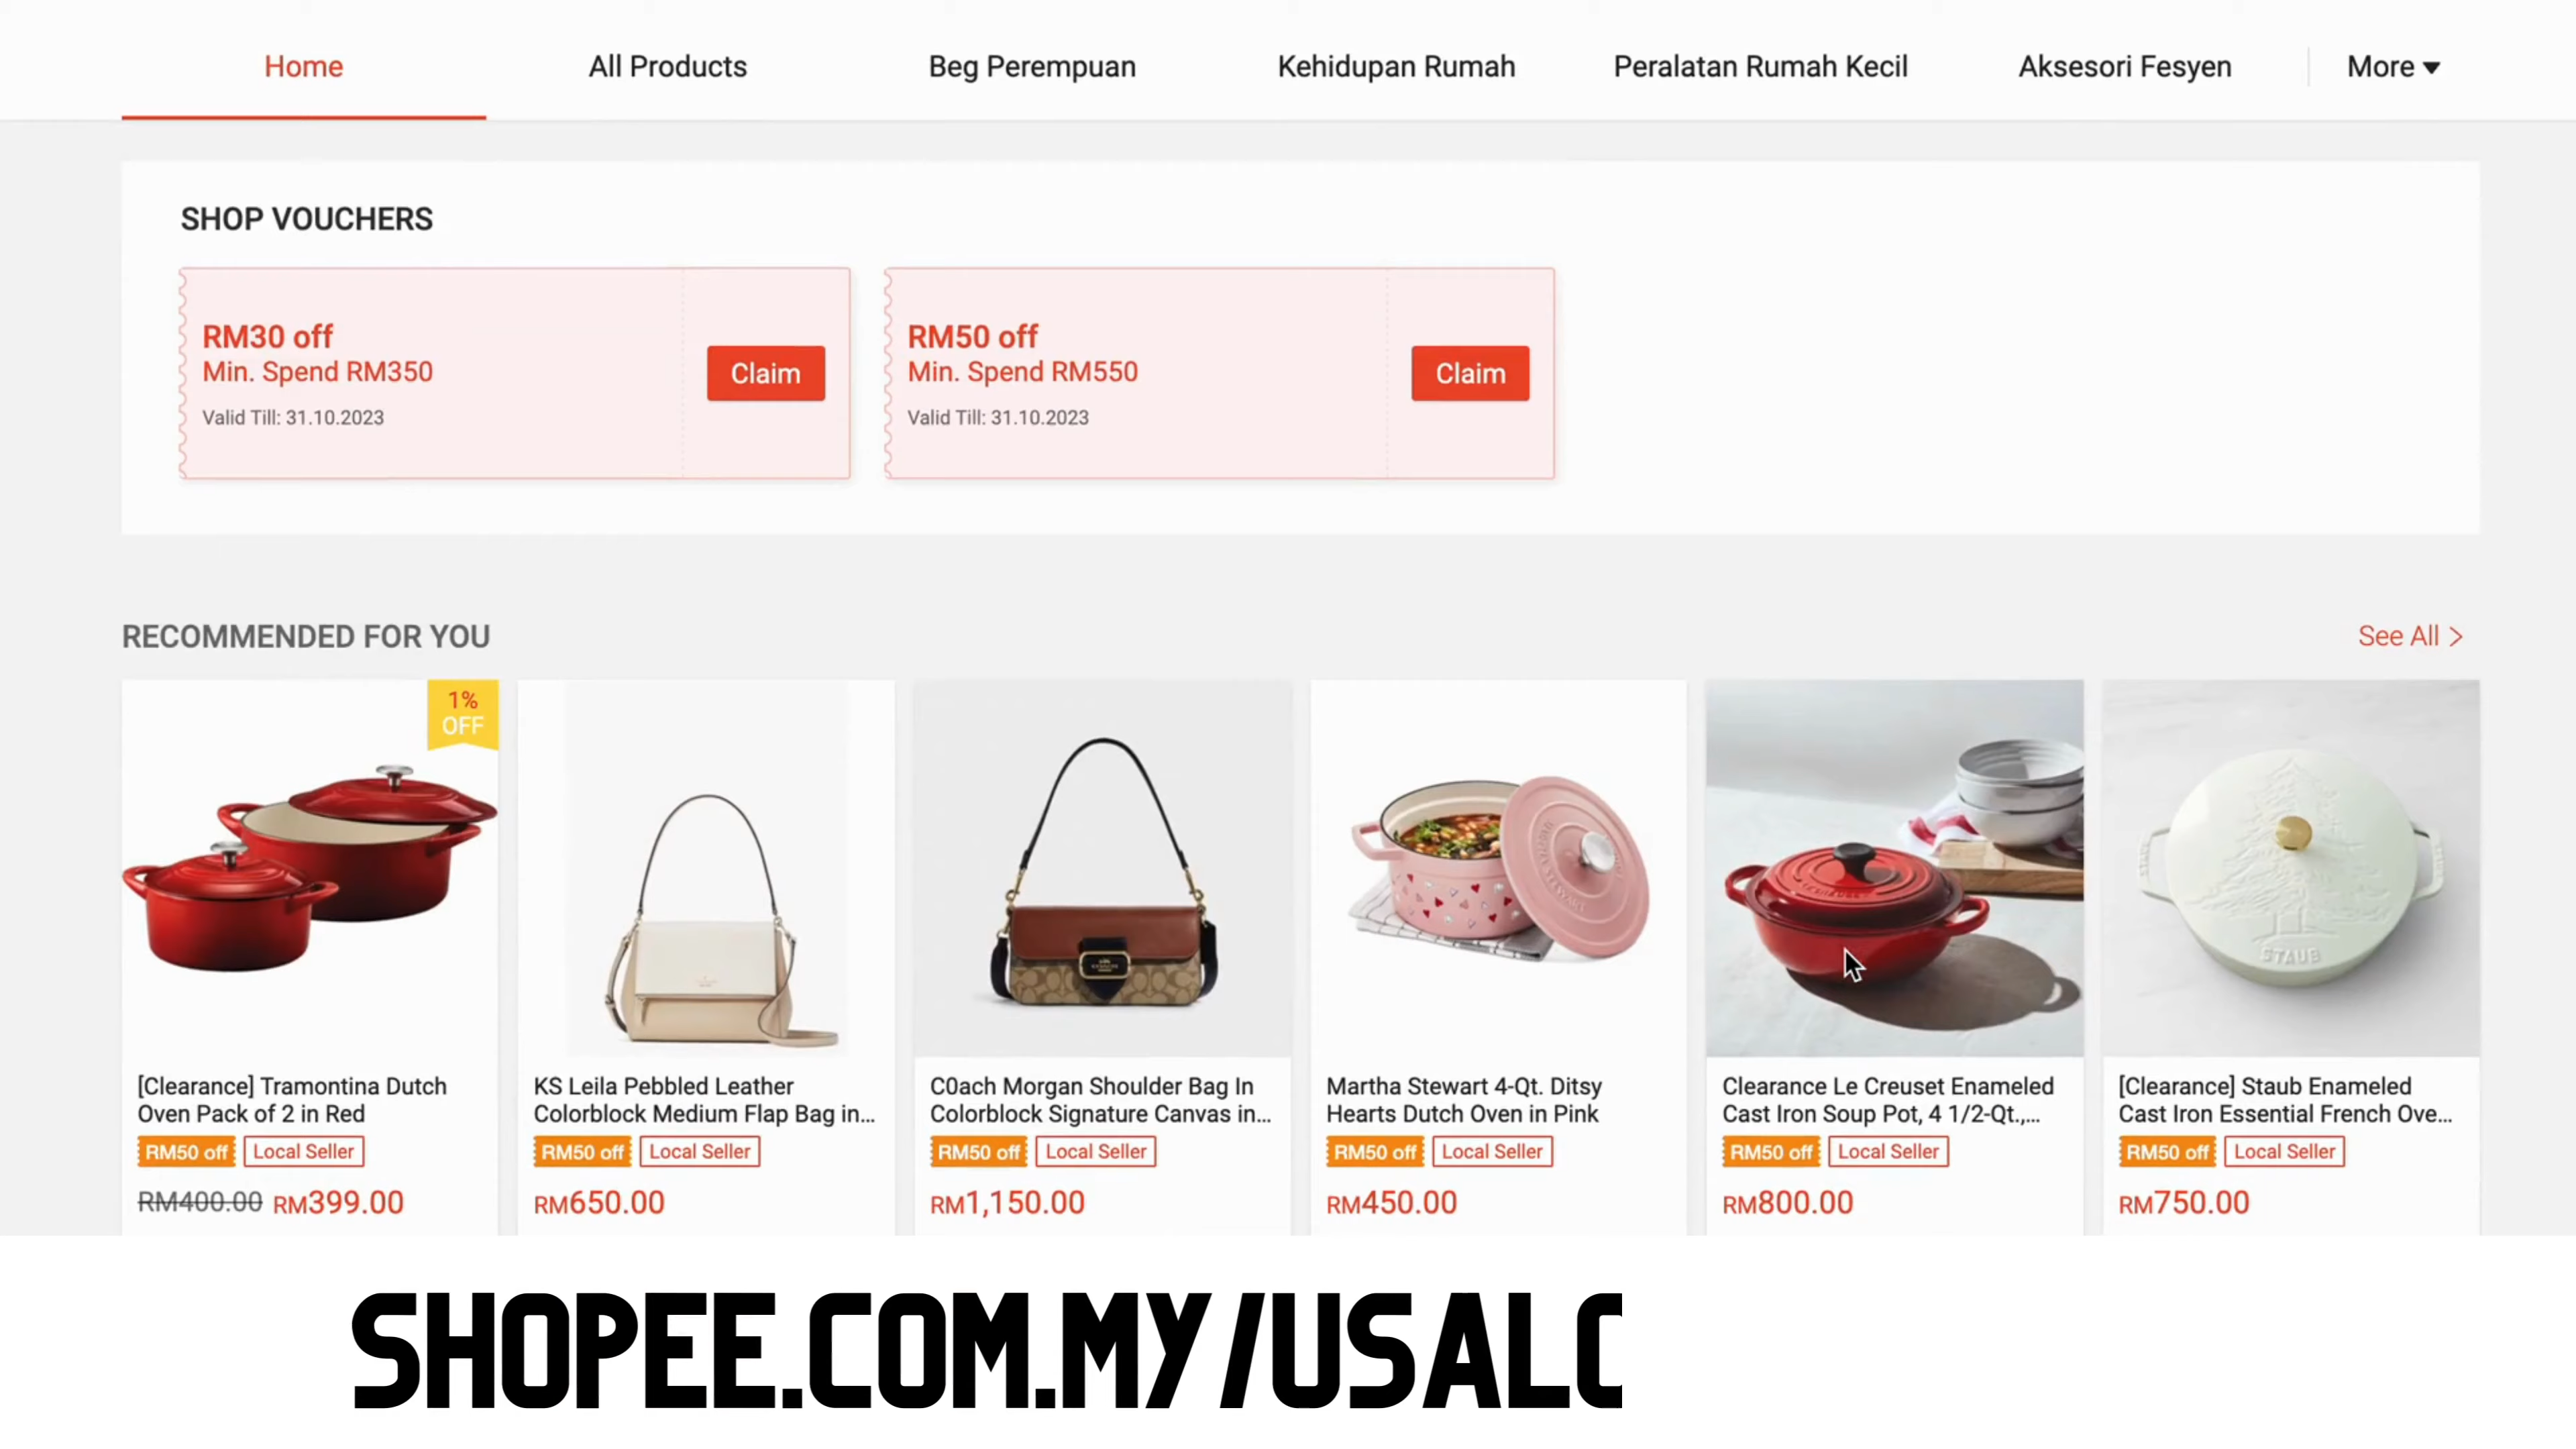 Home
All Products
Beg Perempuan
Kehidupan Rumah
Peralatan Rumah Kecil
Aksesori Fesyen
More
SHOP VOUCHERS
RM30 off
Min. Spend RM350
Valid Till: 31.10.2023
Claim
RM50 off
Min. Spend RM550
Valid Till: 31.10.2023
Claim
RECOMMENDED FOR YOU
See All >
1%
OFF
STAUB
[Clearance] Tramontina Dutch
Oven Pack of 2 in Red
RM50 off Local Seller
RM400.00 RM399.00
KS Leila Pebbled Leather
Colorblock Medium Flap Bag in...
RM50 off Local Seller
RM650.00
C0ach Morgan Shoulder Bag In
Colorblock Signature Canvas in...
RM50 off Local Seller
RM1,150.00
Martha Stewart 4-Qt. Ditsy
Hearts Dutch Oven in Pink
RM50 off Local Seller
RM450.00
Clearance Le Creuset Enameled
Cast Iron Soup Pot, 4 1/2-Qt.,...
RM50 off Local Seller
RM800.00
[Clearance] Staub Enameled
Cast Iron Essential French Ove...
RM50 off Local Seller
RM750.00
SHOPEE.COM.MY/USAL